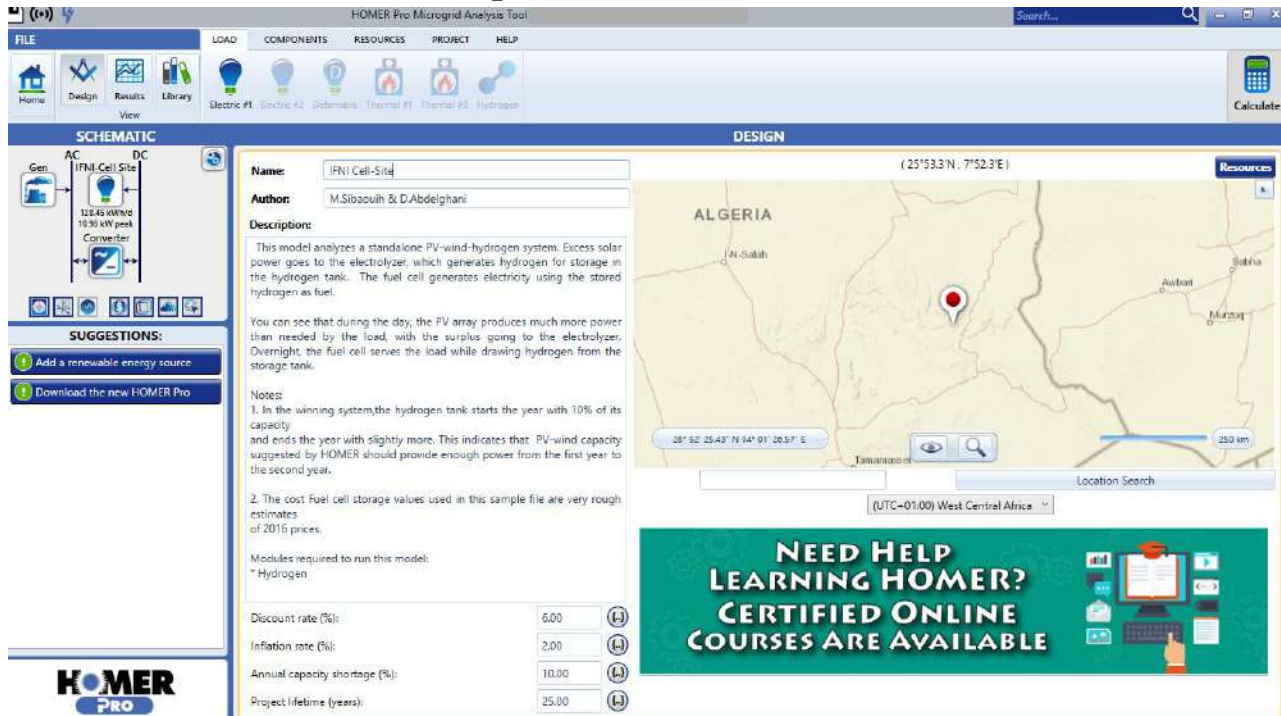 HOMER Pro Microgrid Analysis Tool
Search...
FILE
LOAD COMPONENTS RESOURCES PROJECT HELP
Home
Design
Results
Library
View
Electric #1
Electric #2
Deferrable
Thermal #1
Thermal #2
Hydrogen
Calculate
SCHEMATIC
DESIGN
AC DC
Gen
IFNI-Cell Site
128.45 kWh/d
10.96 kW peak
Converter
SUGGESTIONS:
Add a renewable energy source
Download the new HOMER Pro
HOMER
PRO
Name: IFNI Cell-Site
Author: M.Sibaouih & D.Abdelghani
Description:
This model analyzes a standalone PV-wind-hydrogen system. Excess solar
power goes to the electrolyzer, which generates hydrogen for storage in
the hydrogen tank. The fuel cell generates electricity using the stored
hydrogen as fuel.
You can see that during the day, the PV array produces much more power
than needed by the load, with the surplus going to the electrolyzer.
Overnight, the fuel cell serves the load while drawing hydrogen from the
storage tank.
Notes:
1. In the winning system,the hydrogen tank starts the year with 10% of its
capacity
and ends the year with slightly more. This indicates that PV-wind capacity
suggested by HOMER should provide enough power from the first year to
the second year.
2. The cost Fuel cell storage values used in this sample file are very rough
estimates
of 2016 prices.
Modules required to run this model:
* Hydrogen
Discount rate (%): 6.00
Inflation rate (%): 2.00
Annual capacity shortage (%): 10.00
Project lifetime (years): 25.00
(25°53.3'N , 7°52.3'E )
Resources
ALGERIA
In-Salah
Sabha
Awbari
Murzuq
28° 52' 25.43" N 14° 01' 26.57" E
250 km
Location Search
(UTC+01:00) West Central Africa
NEED HELP
LEARNING HOMER?
CERTIFIED ONLINE
COURSES ARE AVAILABLE